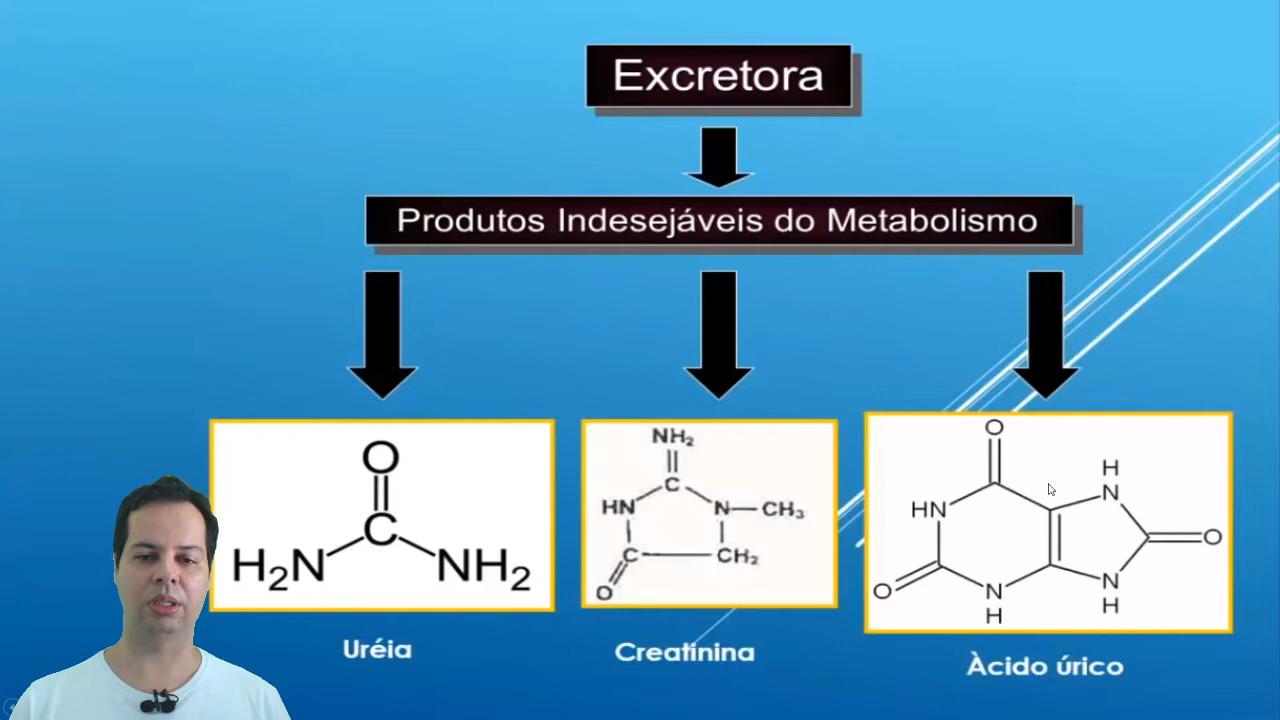 Excretora
Produtos Indesejáveis do Metabolismo
O
C
H₂N
NH₂
NH₂
C
HN
N
CH₃
C
CH₂
O
O
H
N
HN
O
O
N
H
N
H
Uréia
Creatinina
Àcido úrico